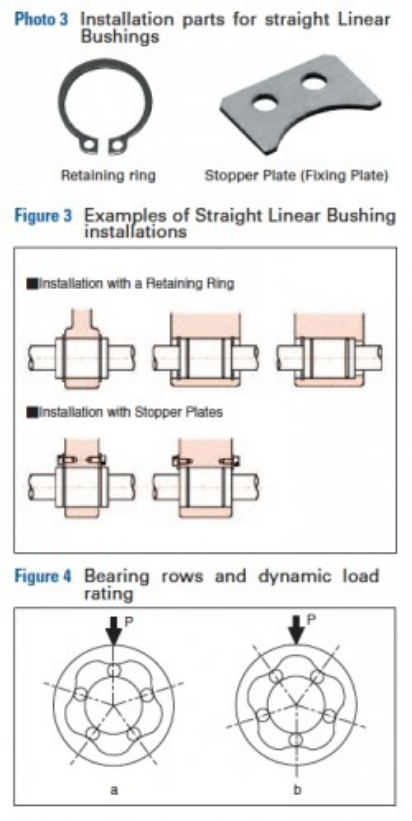 Photo 3 Installation parts for straight Linear
Bushings
Retaining ring
Stopper Plate (Fixing Plate)
Figure 3 Examples of Straight Linear Bushing
installations
■Installation with a Retaining Ring
■Installation with Stopper Plates
Figure 4 Bearing rows and dynamic load
rating
P
P
a
b